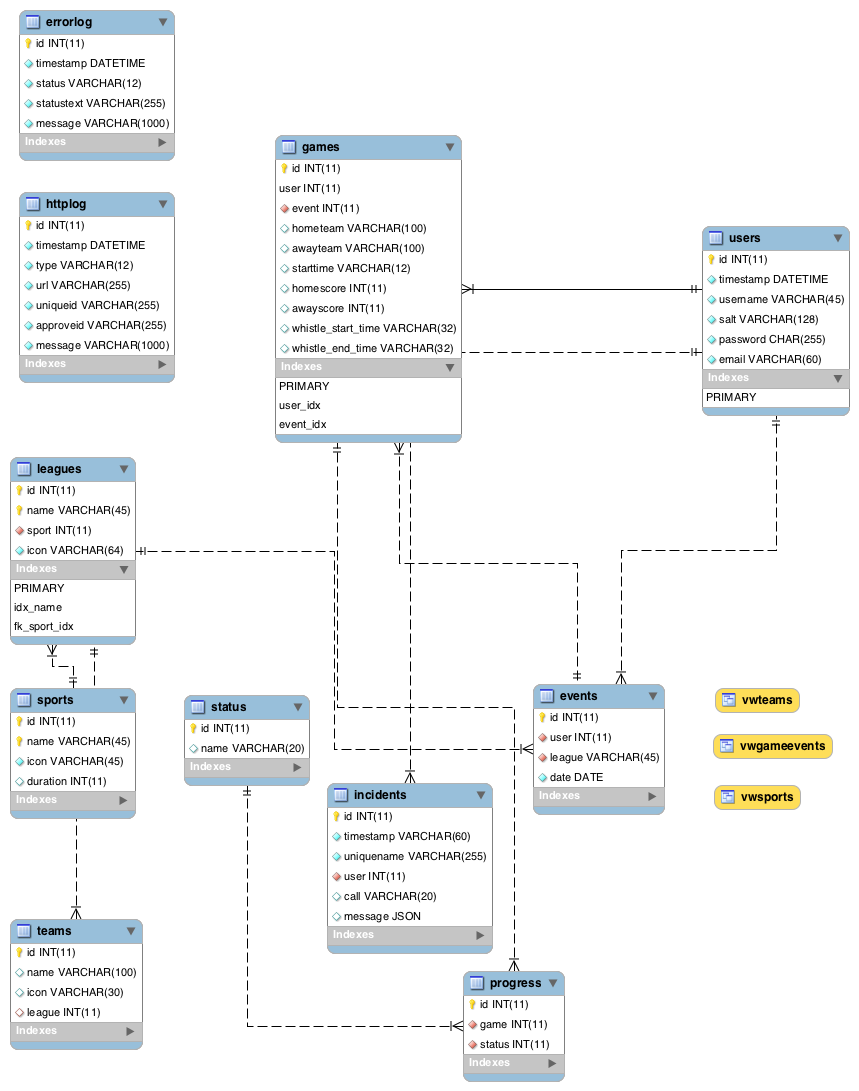 errorlog
id INT(11)
timestamp DATETIME
status VARCHAR(12)
statustext VARCHAR(255)
message VARCHAR(1000)
Indexes
httplog
id INT(11)
timestamp DATETIME
type VARCHAR(12)
url VARCHAR(255)
uniqueid VARCHAR(255)
approveid VARCHAR(255)
message VARCHAR(1000)
Indexes
games
id INT(11)
user INT(11)
event INT(11)
hometeam VARCHAR(100)
awayteam VARCHAR(100)
starttime VARCHAR(12)
homescore INT(11)
awayscore INT(11)
whistle_start_time VARCHAR(32)
whistle_end_time VARCHAR(32)
Indexes
PRIMARY
user_idx
event_idx
users
id INT(11)
timestamp DATETIME
username VARCHAR(45)
salt VARCHAR(128)
password CHAR(255)
email VARCHAR(60)
Indexes
PRIMARY
leagues
id INT(11)
name VARCHAR(45)
sport INT(11)
icon VARCHAR(64)
Indexes
PRIMARY
idx_name
fk_sport_idx
sports
id INT(11)
name VARCHAR(45)
icon VARCHAR(45)
duration INT(11)
Indexes
status
id INT(11)
name VARCHAR(20)
Indexes
events
id INT(11)
user INT(11)
league VARCHAR(45)
date DATE
Indexes
vwteams
vwgameevents
vwsports
incidents
id INT(11)
timestamp VARCHAR(60)
uniquename VARCHAR(255)
user INT(11)
call VARCHAR(20)
message JSON
Indexes
teams
id INT(11)
name VARCHAR(100)
icon VARCHAR(30)
league INT(11)
Indexes
progress
id INT(11)
game INT(11)
status INT(11)
Indexes